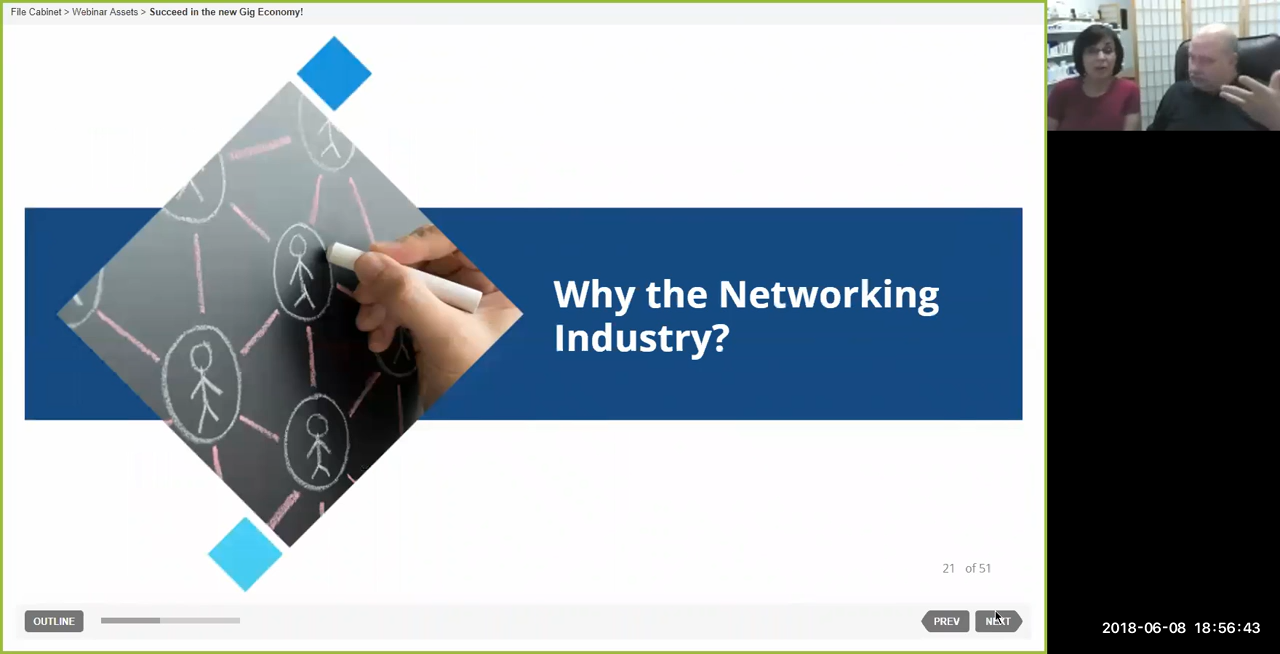 File Cabinet > Webinar Assets > Succeed in the new Gig Economy!
Why the Networking
Industry?
21 of 51
OUTLINE
PREV
NEXT
2018-06-08 18:56:43